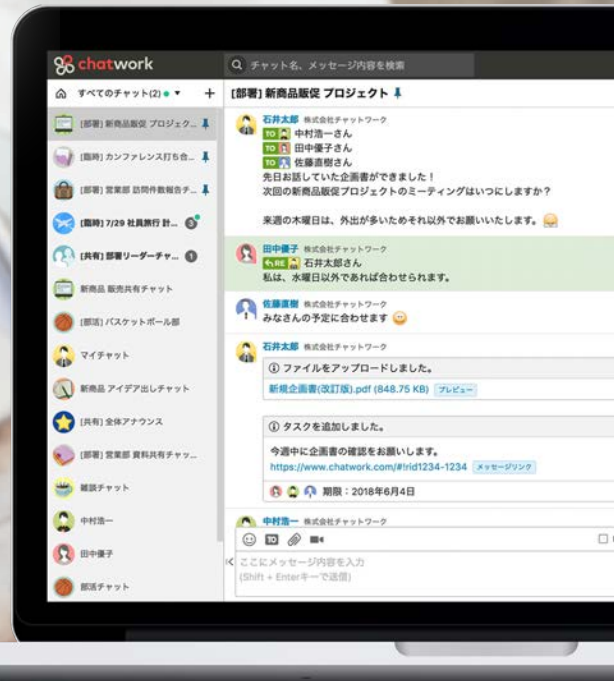 chatwork
チャット名、メッセージ内容を検索
すべてのチャット(2)
[部署] 新商品販促 プロジェク...
[臨時] カンファレンス打ち合...
[部署] 営業部 訪問件数報告チ...
[臨時] 7/29 社員旅行 計... 3
[共有] 部署リーダーチャ... 1
新商品 販売共有チャット
[部活] バスケットボール部
マイチャット
新商品 アイデア出しチャット
[共有] 全体アナウンス
[部署] 営業部 資料共有チャッ...
雑談チャット
中村浩一
田中優子
部活チャット
[部署] 新商品販促 プロジェクト
石井太郎 株式会社チャットワーク
TO 中村浩一さん
TO 田中優子さん
TO 佐藤直樹さん
先日お話していた企画書ができました！
次回の新商品販促プロジェクトのミーティングはいつにしますか？
来週の木曜日は、外出が多いためそれ以外でお願いいたします。
田中優子 株式会社チャットワーク
RE 石井太郎さん
私は、水曜日以外であれば合わせられます。
佐藤直樹 株式会社チャットワーク
みなさんの予定に合わせます
石井太郎 株式会社チャットワーク
ファイルをアップロードしました。
新規企画書(改訂版).pdf (848.75 KB) プレビュー
タスクを追加しました。
今週中に企画書の確認をお願いします。
https://www.chatwork.com/#!rid1234-1234 メッセージリンク
期限：2018年6月4日
中村浩一 株式会社チャットワーク
TO
ここにメッセージ内容を入力
(Shift + Enterキーで送信)